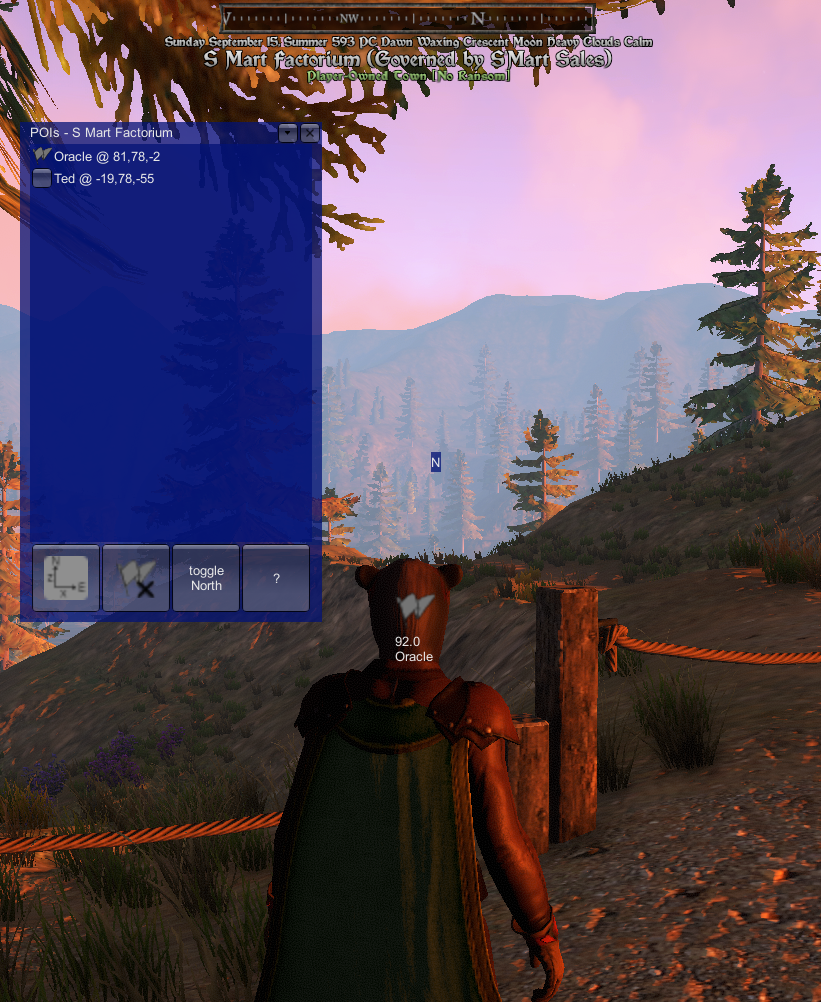 NW N
Sunday September 15 Summer 593 PC Dawn Waxing Crescent Moon Heavy Clouds Calm
S Mart Factorium (Governed by SMart Sales)
Player-Owned Town [No Ransom]
POIs - S Mart Factorium
Oracle @ 81,78,-2
Ted @ -19,78,-55
N
y
z E
x
toggle
North
?
92.0
Oracle